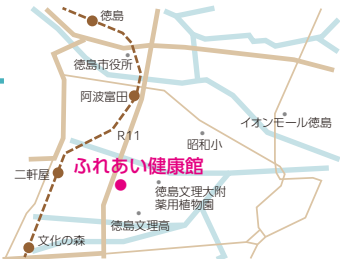 徳島
徳島市役所
阿波富田
イオンモール徳島
R11
昭和小
ふれあい健康館
二軒屋
徳島文理大附
薬用植物園
徳島文理高
文化の森